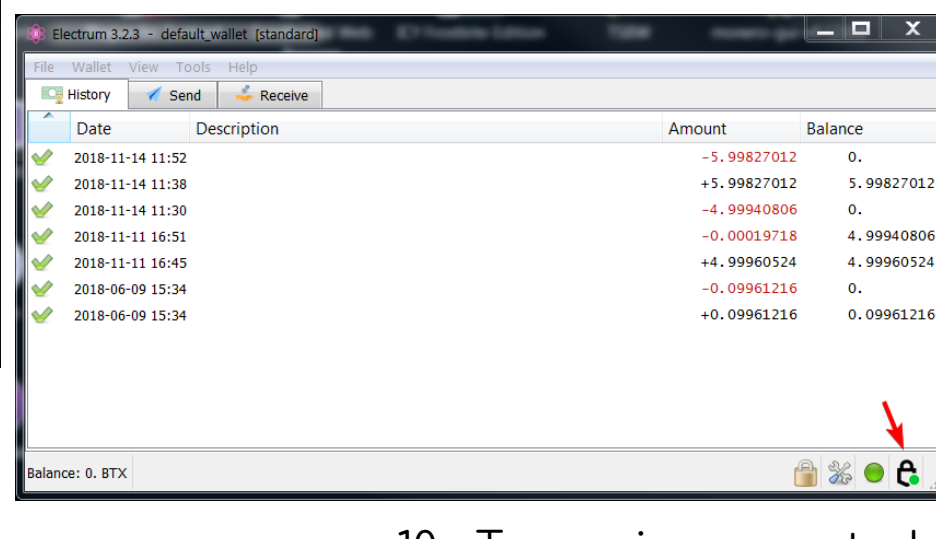 Electrum 3.2.3 - default_wallet [standard]
File Wallet View Tools Help
History Send Receive
Date Description Amount Balance
2018-11-14 11:52 -5.99827012 0.
2018-11-14 11:38 +5.99827012 5.99827012
2018-11-14 11:30 -4.99940806 0.
2018-11-11 16:51 -0.00019718 4.99940806
2018-11-11 16:45 +4.99960524 4.99960524
2018-06-09 15:34 -0.09961216 0.
2018-06-09 15:34 +0.09961216 0.09961216
Balance: 0. BTX